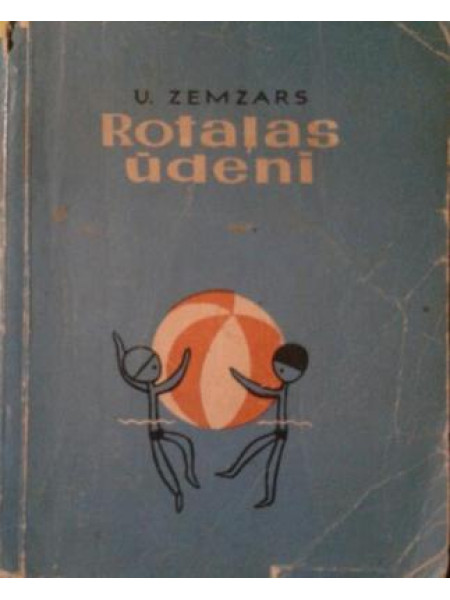 U. ZEMZARS
Rotaļas
ūdenī